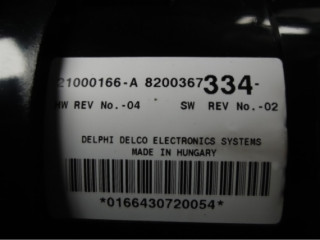 21000166-A 8200367334-
HW REV No.-04 SW REV No.-02
DELPHI DELCO ELECTRONICS SYSTEMS
MADE IN HUNGARY
*0166430720054*